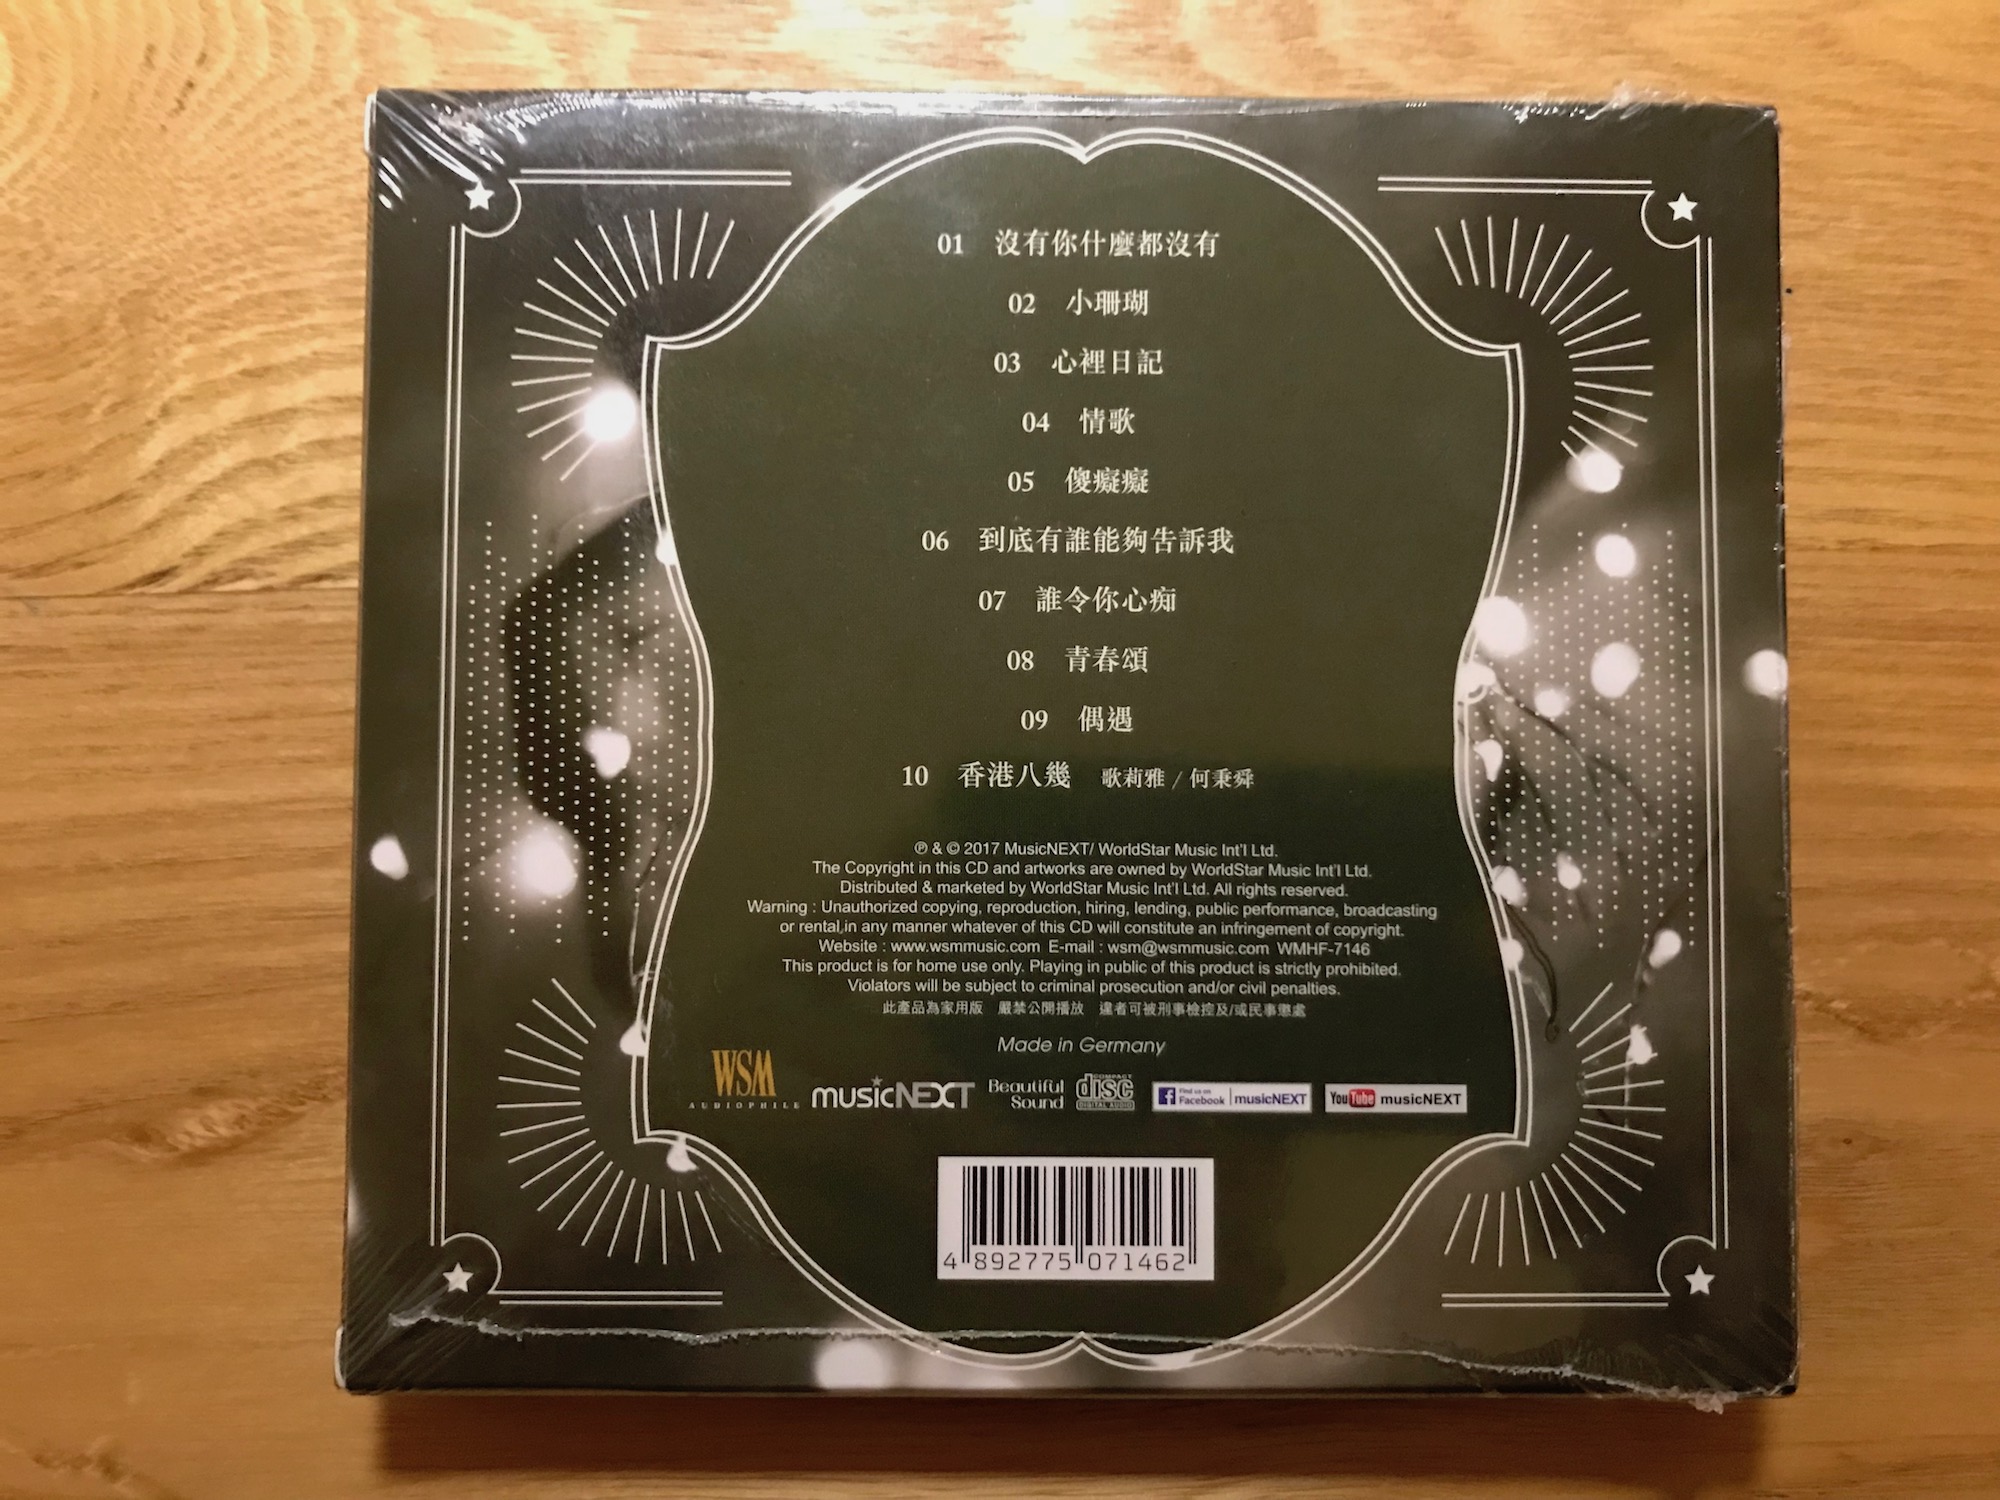 01 沒有你什麼都沒有
02 小珊瑚
03 心裡日記
04 情歌
05 傻癡癡
06 到底有誰能夠告訴我
07 誰令你心痴
08 青春頌
09 偶遇
10 香港八幾 歌莉雅 / 何秉舜
℗ & © 2017 MusicNEXT/ WorldStar Music Int'l Ltd.
The Copyright in this CD and artworks are owned by WorldStar Music Int'l Ltd.
Distributed & marketed by WorldStar Music Int'l Ltd. All rights reserved.
Warning : Unauthorized copying, reproduction, hiring, lending, public performance, broadcasting
or rental in any manner whatever of this CD will constitute an infringement of copyright.
Website : www.wsmmusic.com E-mail : wsm@wsmmusic.com WMHF-7146
This product is for home use only. Playing in public of this product is strictly prohibited.
Violators will be subject to criminal prosecution and/or civil penalties.
此產品為家用版 嚴禁公開播放 違者可被刑事檢控及/或民事懲處
Made in Germany
WSM
AUDIOPHILE
musicNEXT
Beautiful
Sound
COMPACT
disc
DIGITAL AUDIO
Find us on
Facebook
musicNEXT
YouTube musicNEXT
4 892775 071462